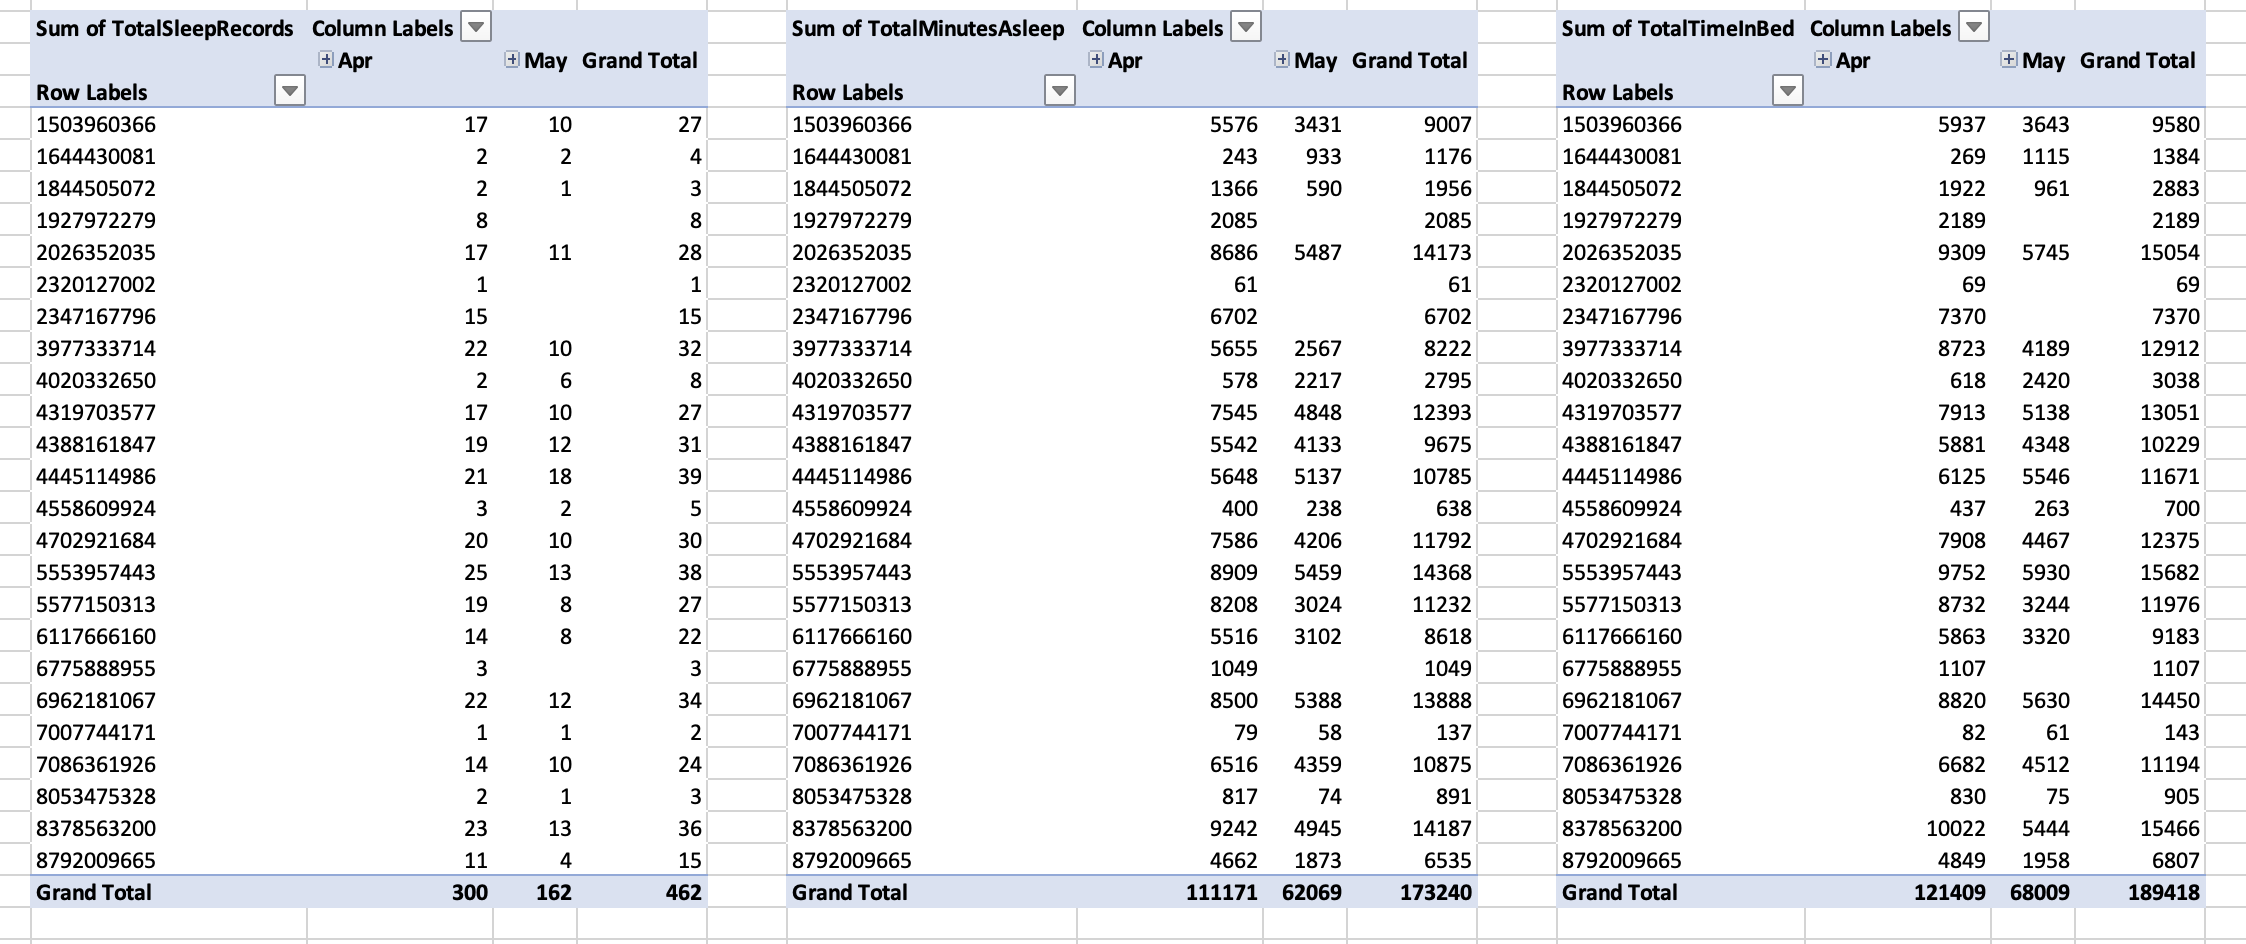 Sum of TotalSleepRecords Column Labels Sum of TotalMinutesAsleep Column Labels Sum of TotalTimeInBed Column Labels
Apr May Grand Total Apr May Grand Total Apr May Grand Total
Row Labels Row Labels Row Labels
1503960366 17 10 27 1503960366 5576 3431 9007 1503960366 5937 3643 9580
1644430081 2 2 4 1644430081 243 933 1176 1644430081 269 1115 1384
1844505072 2 1 3 1844505072 1366 590 1956 1844505072 1922 961 2883
1927972279 8 8 1927972279 2085 2085 1927972279 2189 2189
2026352035 17 11 28 2026352035 8686 5487 14173 2026352035 9309 5745 15054
2320127002 1 1 2320127002 61 61 2320127002 69 69
2347167796 15 15 2347167796 6702 6702 2347167796 7370 7370
3977333714 22 10 32 3977333714 5655 2567 8222 3977333714 8723 4189 12912
4020332650 2 6 8 4020332650 578 2217 2795 4020332650 618 2420 3038
4319703577 17 10 27 4319703577 7545 4848 12393 4319703577 7913 5138 13051
4388161847 19 12 31 4388161847 5542 4133 9675 4388161847 5881 4348 10229
4445114986 21 18 39 4445114986 5648 5137 10785 4445114986 6125 5546 11671
4558609924 3 2 5 4558609924 400 238 638 4558609924 437 263 700
4702921684 20 10 30 4702921684 7586 4206 11792 4702921684 7908 4467 12375
5553957443 25 13 38 5553957443 8909 5459 14368 5553957443 9752 5930 15682
5577150313 19 8 27 5577150313 8208 3024 11232 5577150313 8732 3244 11976
6117666160 14 8 22 6117666160 5516 3102 8618 6117666160 5863 3320 9183
6775888955 3 3 6775888955 1049 1049 6775888955 1107 1107
6962181067 22 12 34 6962181067 8500 5388 13888 6962181067 8820 5630 14450
7007744171 1 1 2 7007744171 79 58 137 7007744171 82 61 143
7086361926 14 10 24 7086361926 6516 4359 10875 7086361926 6682 4512 11194
8053475328 2 1 3 8053475328 817 74 891 8053475328 830 75 905
8378563200 23 13 36 8378563200 9242 4945 14187 8378563200 10022 5444 15466
8792009665 11 4 15 8792009665 4662 1873 6535 8792009665 4849 1958 6807
Grand Total 300 162 462 Grand Total 111171 62069 173240 Grand Total 121409 68009 189418